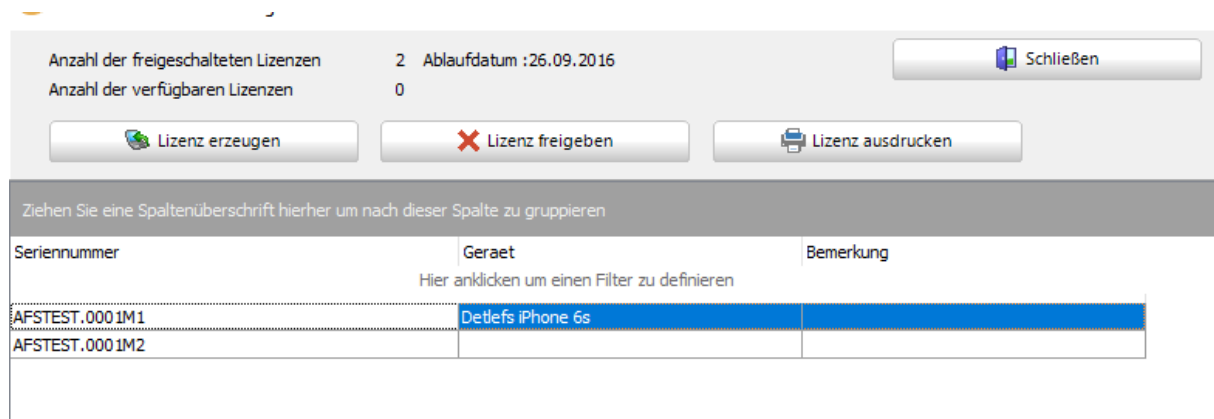 Anzahl der freigeschalteten Lizenzen 2 Ablaufdatum :26.09.2016
Schließen
Anzahl der verfügbaren Lizenzen 0
Lizenz erzeugen Lizenz freigeben Lizenz ausdrucken
Ziehen Sie eine Spaltenüberschrift hierher um nach dieser Spalte zu gruppieren
Seriennummer Geraet Bemerkung
Hier anklicken um einen Filter zu definieren
AFSTEST.0001M1 Detlefs iPhone 6s
AFSTEST.0001M2